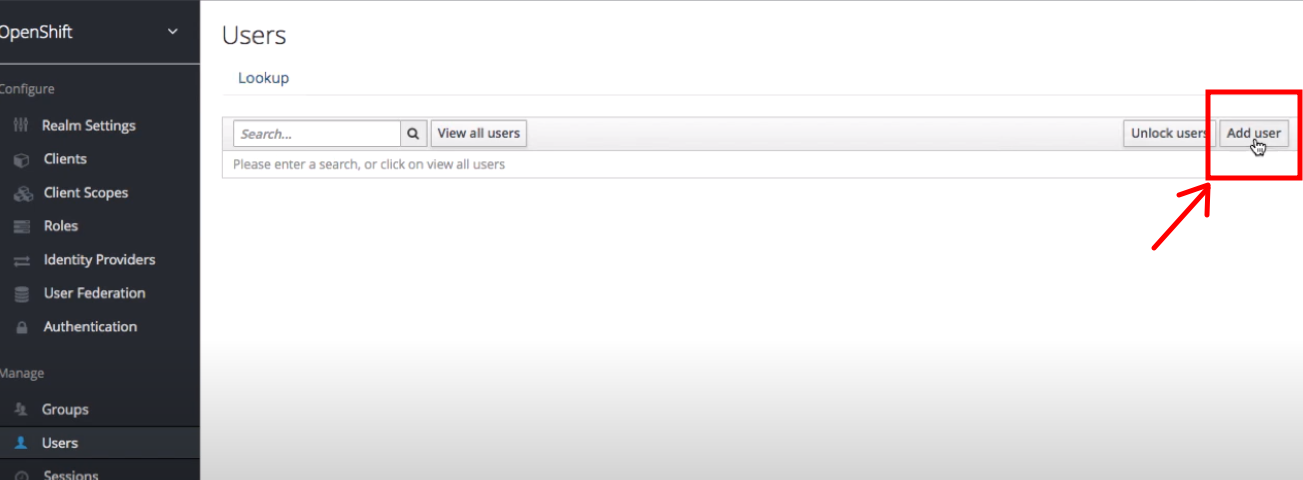 OpenShift
Configure
Realm Settings
Clients
Client Scopes
Roles
Identity Providers
User Federation
Authentication
Manage
Groups
Users
Sessions
Users
Lookup
Search... View all users Unlock users Add user
Please enter a search, or click on view all users